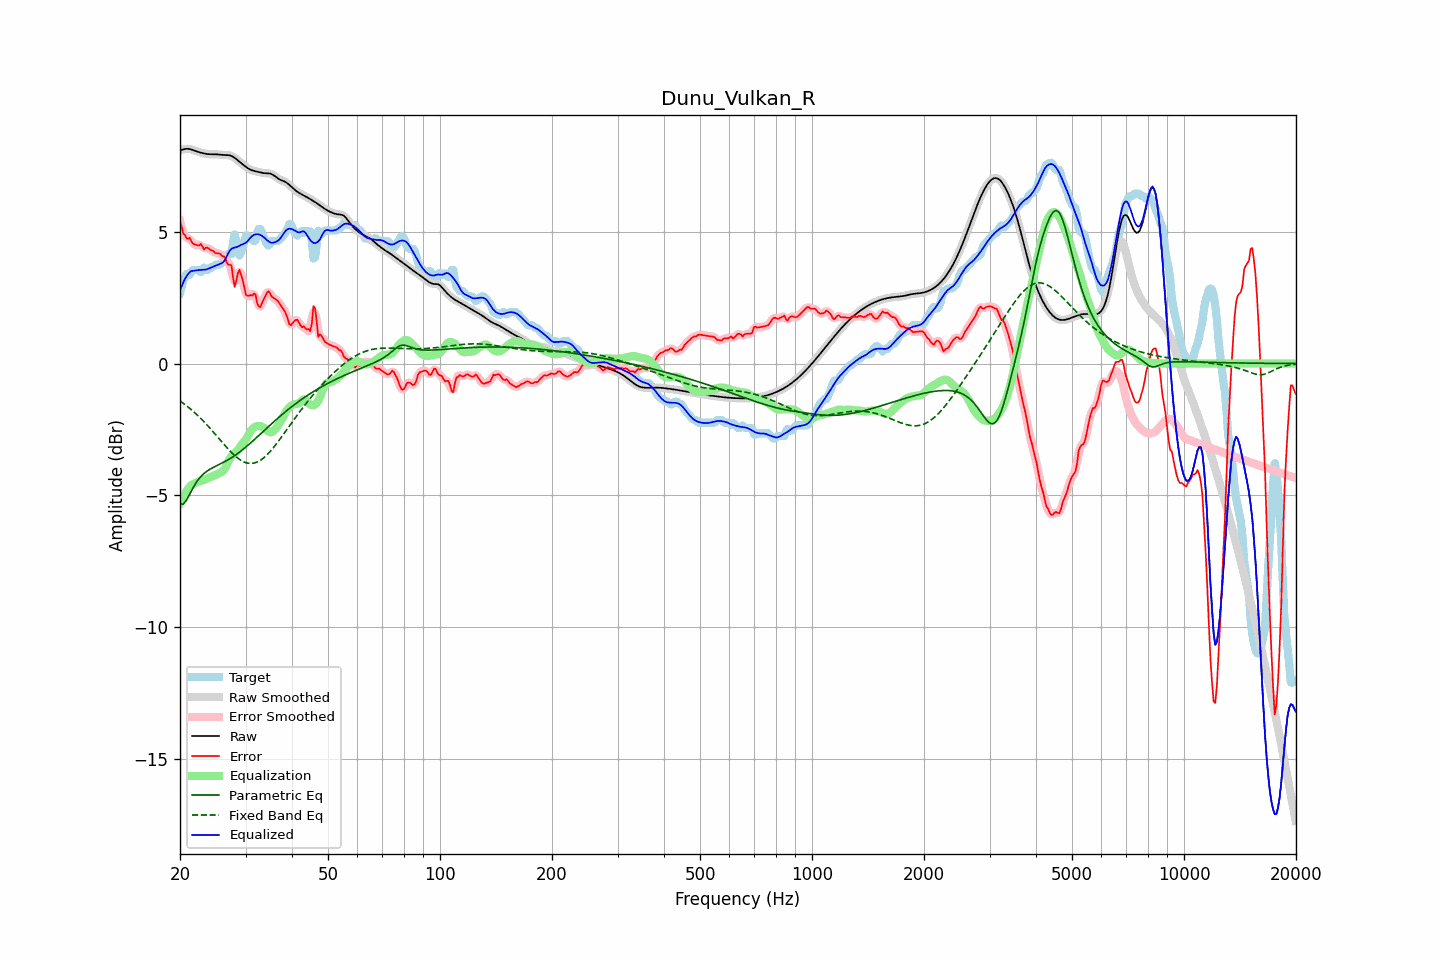 Dunu_Vulkan_R
Amplitude (dBr)
5
0
−5
−10
−15
Target
Raw Smoothed
Error Smoothed
Raw
Error
Equalization
Parametric Eq
Fixed Band Eq
Equalized
20 50 100 200 500 1000 2000 5000 10000 20000
Frequency (Hz)